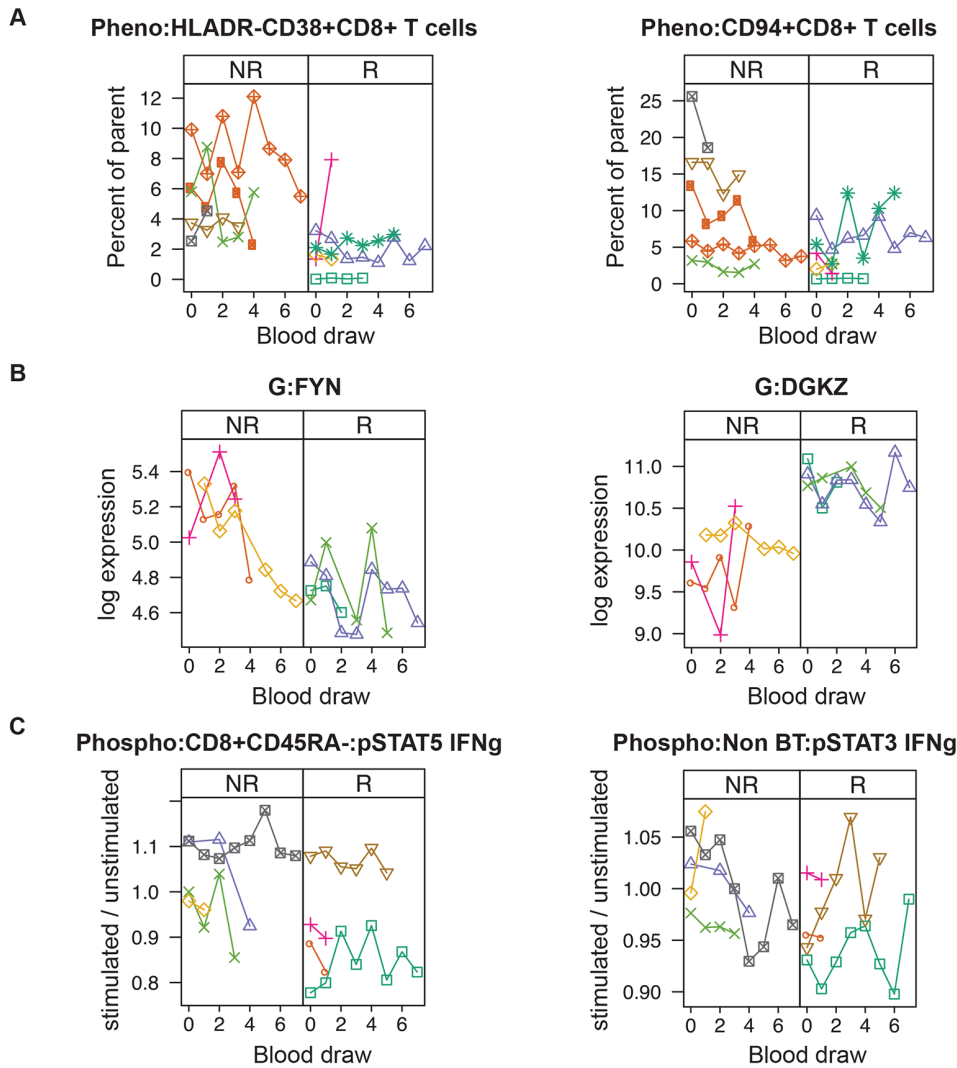 A
Pheno:HLADR-CD38+CD8+ T cells
Pheno:CD94+CD8+ T cells
NR R
NR R
Percent of parent
12
10
8
6
4
2
0
0 2 4 6 0 2 4 6
Blood draw
Percent of parent
25
20
15
10
5
0
0 2 4 6 0 2 4 6
Blood draw
B
G:FYN
G:DGKZ
NR R
NR R
log expression
5.4
5.2
5.0
4.8
4.6
0 2 4 6 0 2 4 6
Blood draw
log expression
11.0
10.0
9.5
9.0
0 2 4 6 0 2 4 6
Blood draw
C
Phospho:CD8+CD45RA-:pSTAT5 IFNg
Phospho:Non BT:pSTAT3 IFNg
NR R
NR R
stimulated / unstimulated
1.1
1.0
0.9
0.8
0 2 4 6 0 2 4 6
Blood draw
stimulated / unstimulated
1.05
1.00
0.95
0.90
0 2 4 6 0 2 4 6
Blood draw